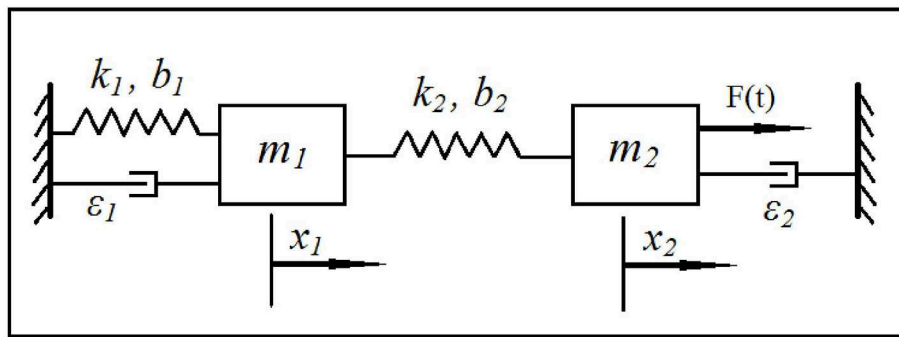 k₁, b₁
k₂, b₂
F(t)
m₁
m₂
ε₁
ε₂
x₁
x₂